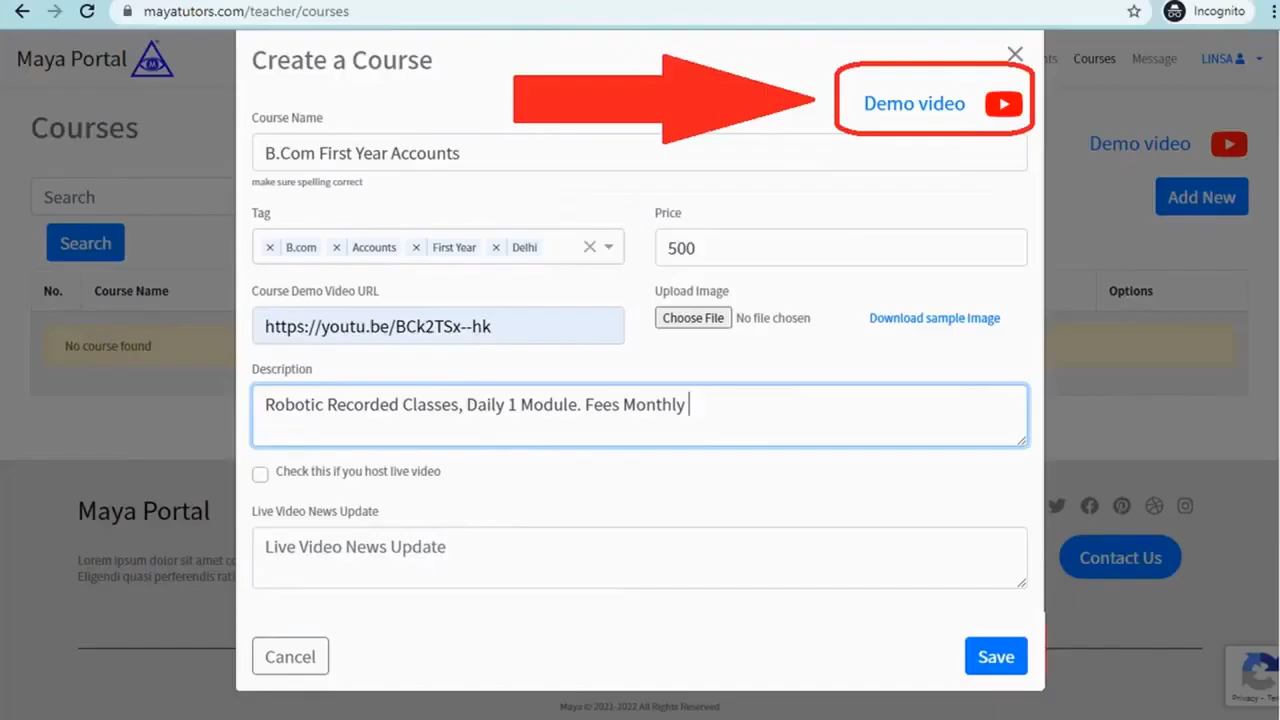 mayatutors.com/teacher/courses
Incognito
Maya Portal
Courses Message LINSA
Create a Course
Demo video
Courses
Demo video
Course Name
B.Com First Year Accounts
make sure spelling correct
Search
Add New
Search
Tag
Price
× B.com × Accounts × First Year × Delhi
500
No. Course Name
Options
Course Demo Video URL
Upload Image
https://youtu.be/BCk2TSx--hk
Choose File No file chosen
Download sample Image
No course found
Description
Robotic Recorded Classes, Daily 1 Module. Fees Monthly
Check this if you host live video
Maya Portal
Live Video News Update
Live Video News Update
Lorem ipsum dolor sit amet
Eligendi quasi perferendis
Contact Us
Cancel
Save
Maya © 2021-2022 All Rights Reserved
Privacy